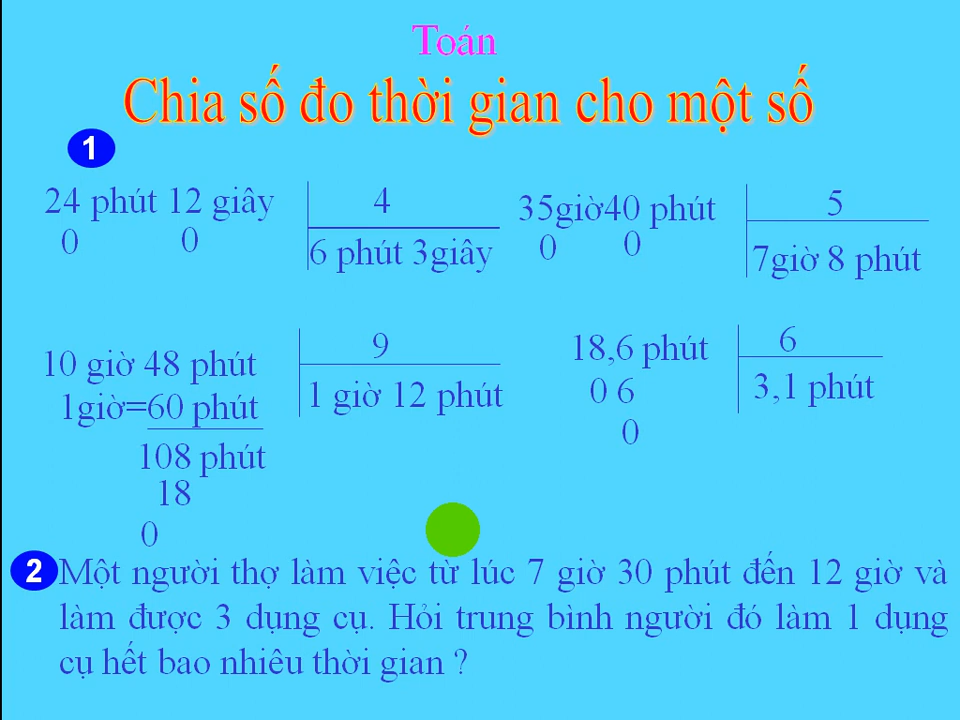 Toán
Chia số đo thời gian cho một số
1
24 phút 12 giây 4
0 0 6 phút 3giây
35giờ40 phút 5
0 0 7giờ 8 phút
10 giờ 48 phút 9
1giờ=60 phút 1 giờ 12 phút
108 phút
18
0
18,6 phút 6
0 6 3,1 phút
0
2 Một người thợ làm việc từ lúc 7 giờ 30 phút đến 12 giờ và
làm được 3 dụng cụ. Hỏi trung bình người đó làm 1 dụng
cụ hết bao nhiêu thời gian ?